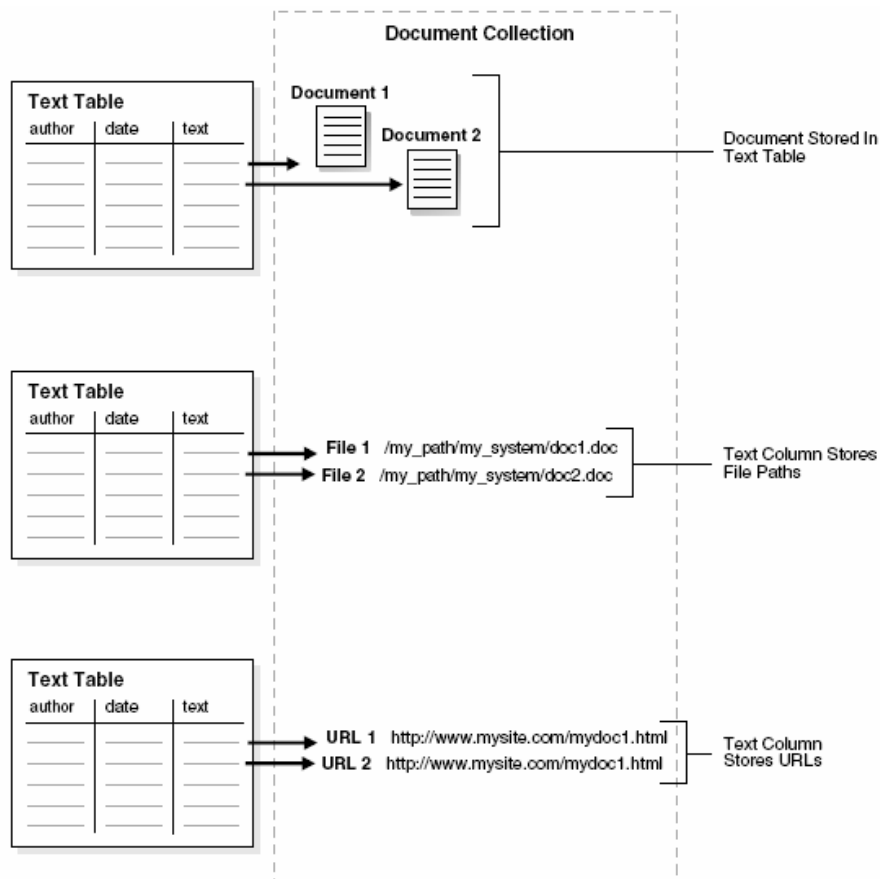 Document Collection
Text Table
author date text
Document 1
Document 2
Document Stored In
Text Table
Text Table
author date text
File 1 /my_path/my_system/doc1.doc
File 2 /my_path/my_system/doc2.doc
Text Column Stores
File Paths
Text Table
author date text
URL 1 http://www.mysite.com/mydoc1.html
URL 2 http://www.mysite.com/mydoc1.html
Text Column
Stores URLs